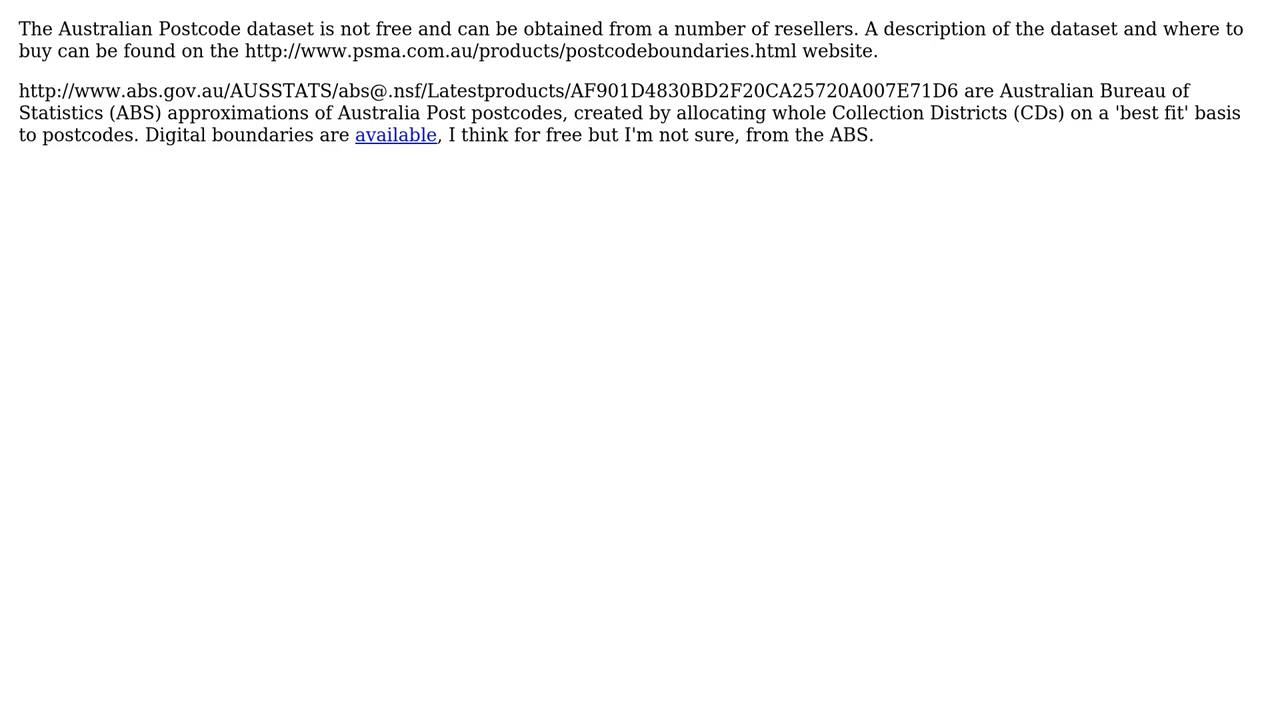 The Australian Postcode dataset is not free and can be obtained from a number of resellers. A description of the dataset and where to
buy can be found on the http://www.psma.com.au/products/postcodeboundaries.html website.
http://www.abs.gov.au/AUSSTATS/abs@.nsf/Latestproducts/AF901D4830BD2F20CA25720A007E71D6 are Australian Bureau of
Statistics (ABS) approximations of Australia Post postcodes, created by allocating whole Collection Districts (CDs) on a 'best fit' basis
to postcodes. Digital boundaries are available, I think for free but I'm not sure, from the ABS.